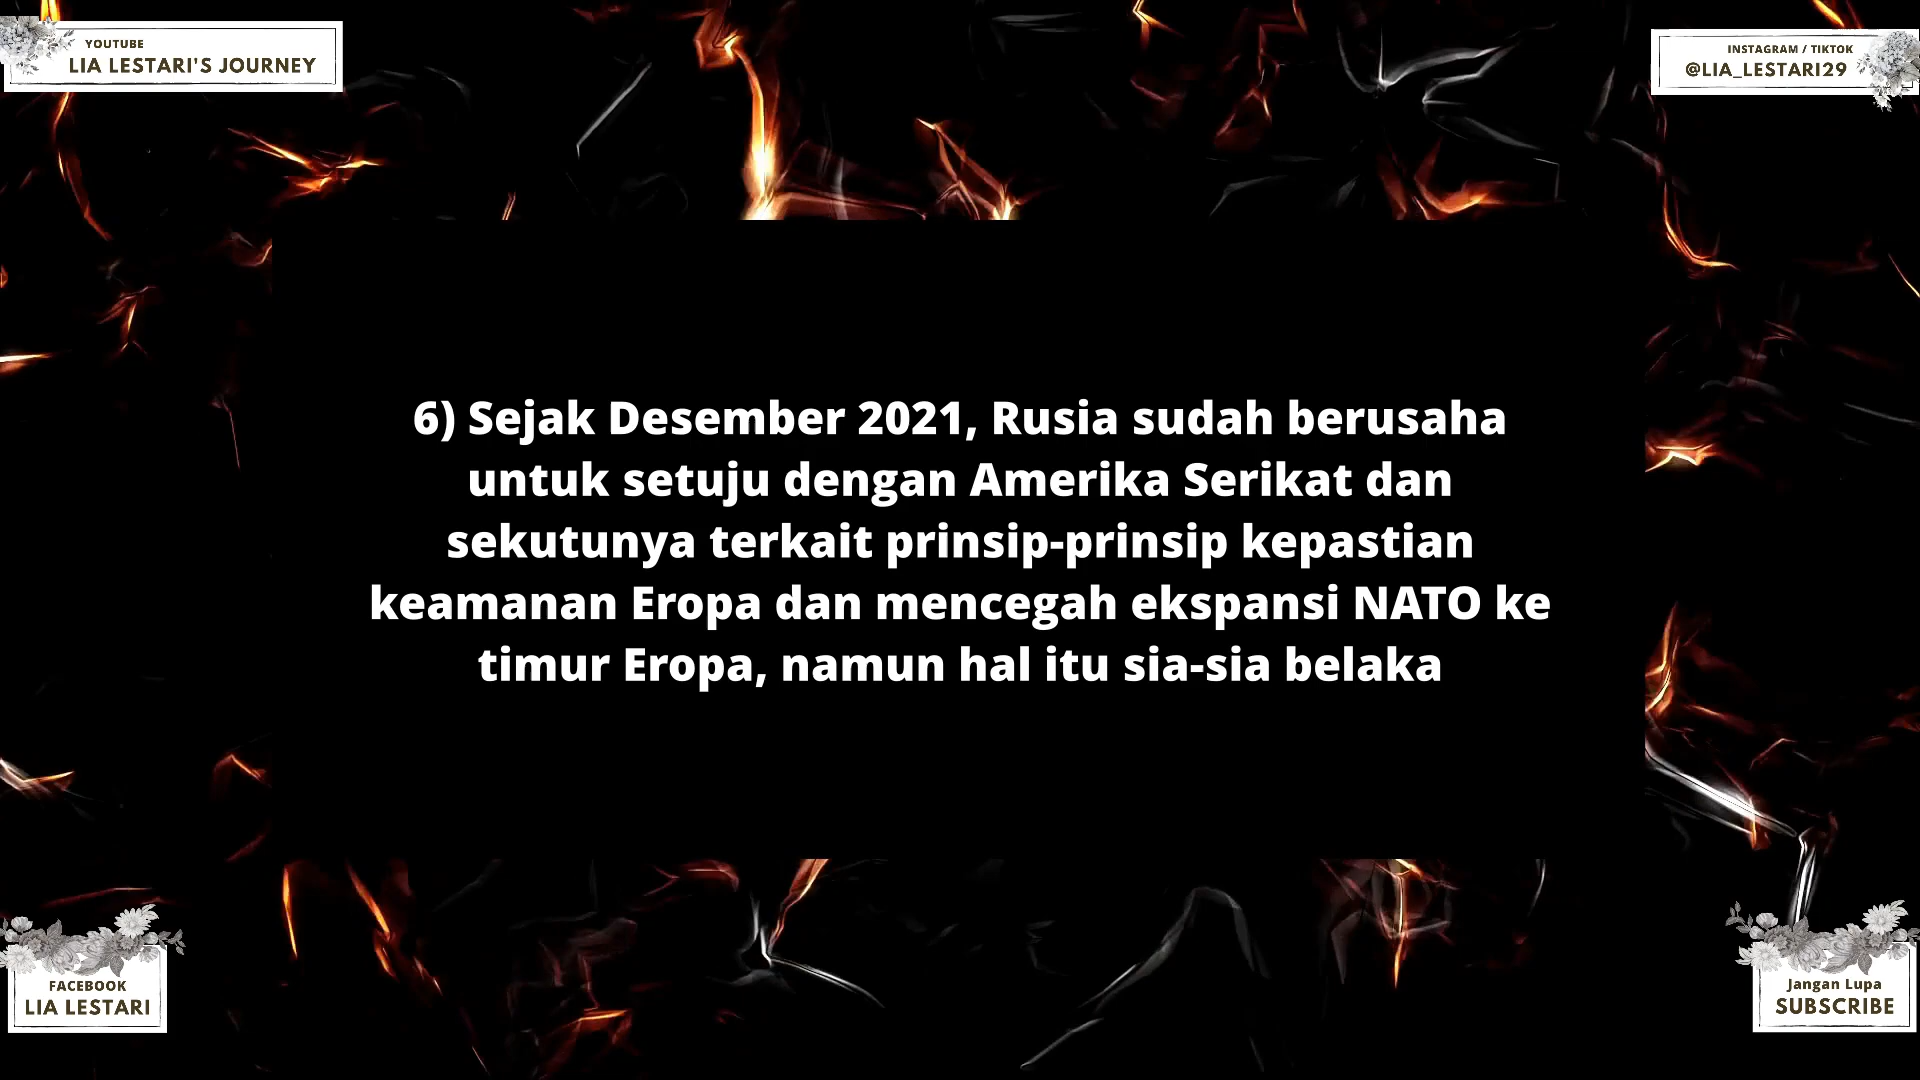 YOUTUBE
LIA LESTARI'S JOURNEY
INSTAGRAM / TIKTOK
@LIA_LESTARI29
6) Sejak Desember 2021, Rusia sudah berusaha
untuk setuju dengan Amerika Serikat dan
sekutunya terkait prinsip-prinsip kepastian
keamanan Eropa dan mencegah ekspansi NATO ke
timur Eropa, namun hal itu sia-sia belaka
FACEBOOK
LIA LESTARI
Jangan Lupa
SUBSCRIBE